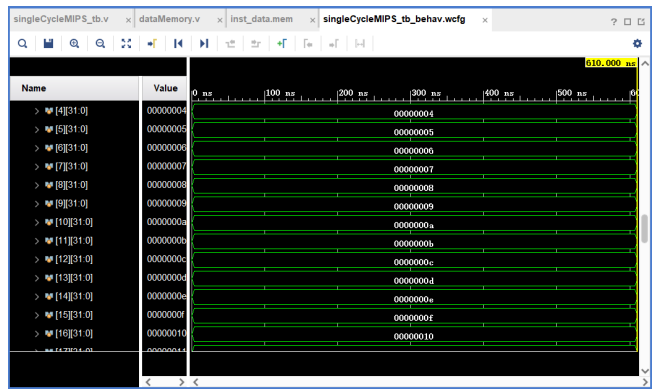 singleCycleMIPS_tb.v × dataMemory.v × inst_data.mem × singleCycleMIPS_tb_behav.wcfg × ?
610.000 ns
Name Value 0 ns 100 ns 200 ns 300 ns 400 ns 500 ns 60
[4][31:0] 00000004 00000004
[5][31:0] 00000005 00000005
[6][31:0] 00000006 00000006
[7][31:0] 00000007 00000007
[8][31:0] 00000008 00000008
[9][31:0] 00000009 00000009
[10][31:0] 0000000a 0000000a
[11][31:0] 0000000b 0000000b
[12][31:0] 0000000c 0000000c
[13][31:0] 0000000d 0000000d
[14][31:0] 0000000e 0000000e
[15][31:0] 0000000f 0000000f
[16][31:0] 00000010 00000010